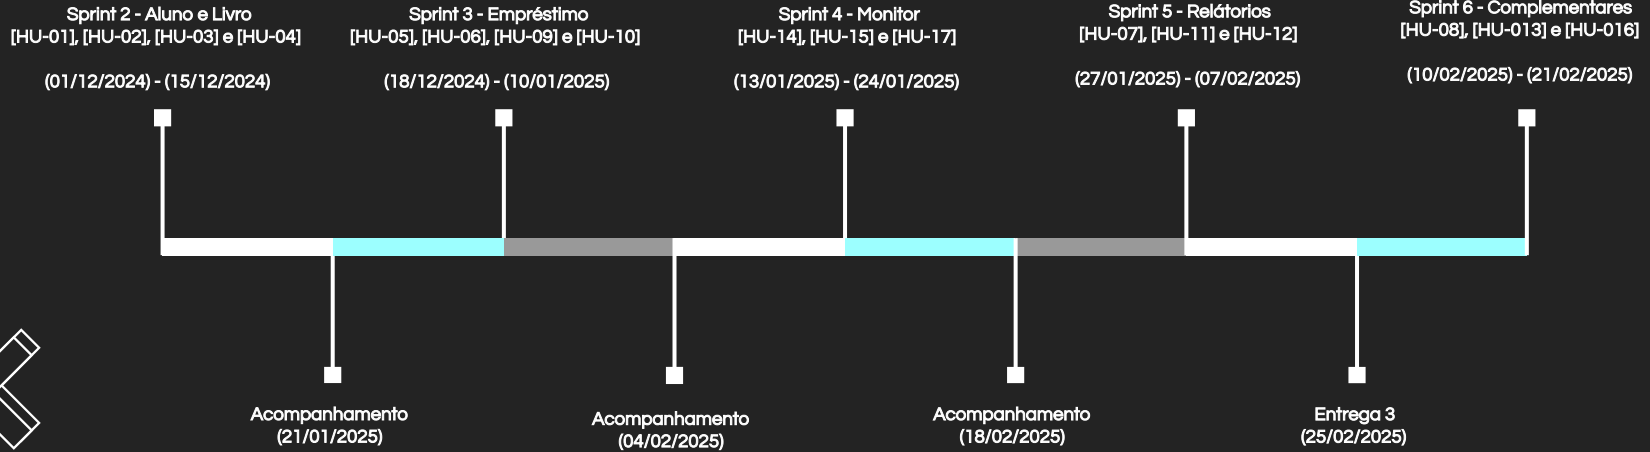 Sprint 2 - Aluno e Livro
[HU-01], [HU-02], [HU-03] e [HU-04]
(01/12/2024) - (15/12/2024)
Sprint 3 - Empréstimo
[HU-05], [HU-06], [HU-09] e [HU-10]
(18/12/2024) - (10/01/2025)
Sprint 4 - Monitor
[HU-14], [HU-15] e [HU-17]
(13/01/2025) - (24/01/2025)
Sprint 5 - Relátorios
[HU-07], [HU-11] e [HU-12]
(27/01/2025) - (07/02/2025)
Sprint 6 - Complementares
[HU-08], [HU-013] e [HU-016]
(10/02/2025) - (21/02/2025)
Acompanhamento
(21/01/2025)
Acompanhamento
(04/02/2025)
Acompanhamento
(18/02/2025)
Entrega 3
(25/02/2025)